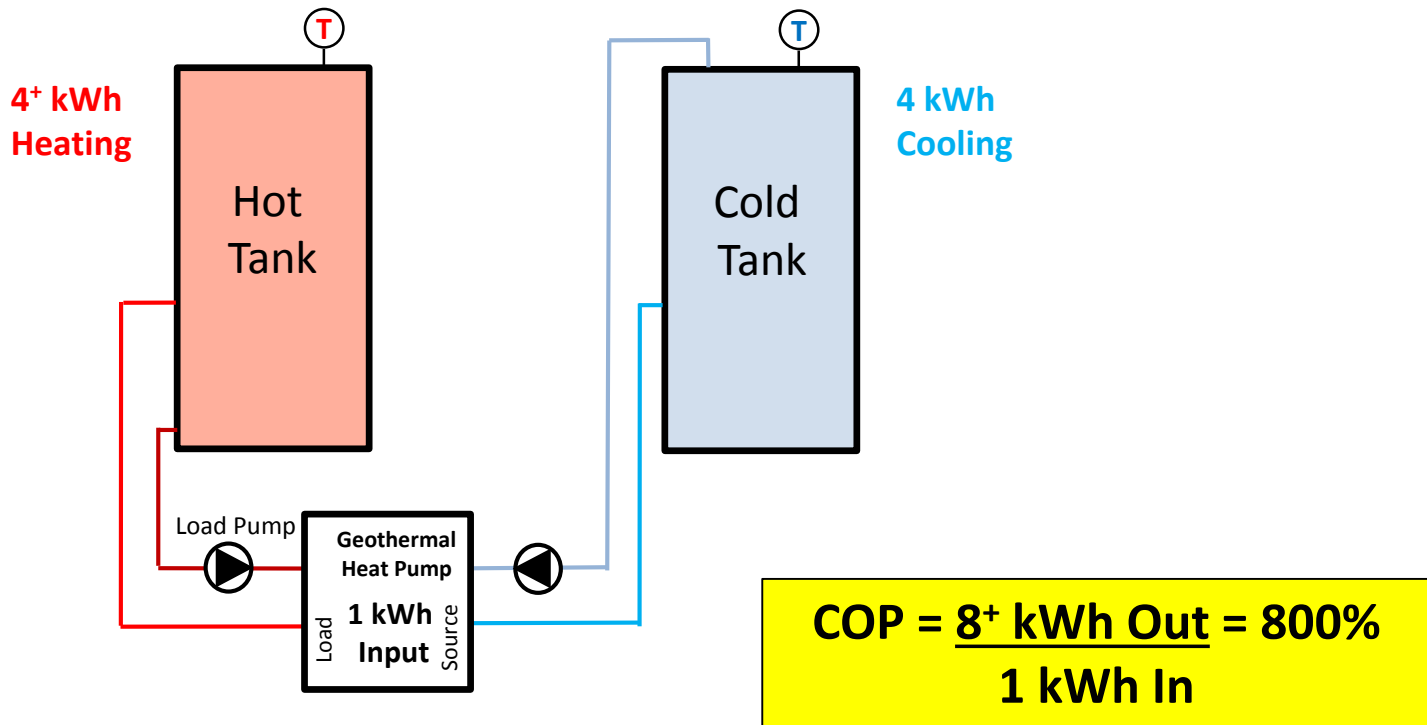 T
T
4⁺ kWh
Heating
4 kWh
Cooling
Hot
Tank
Cold
Tank
Load Pump
Geothermal
Heat Pump
Load
1 kWh
Input
Source
COP = 8⁺ kWh Out = 800%
1 kWh In